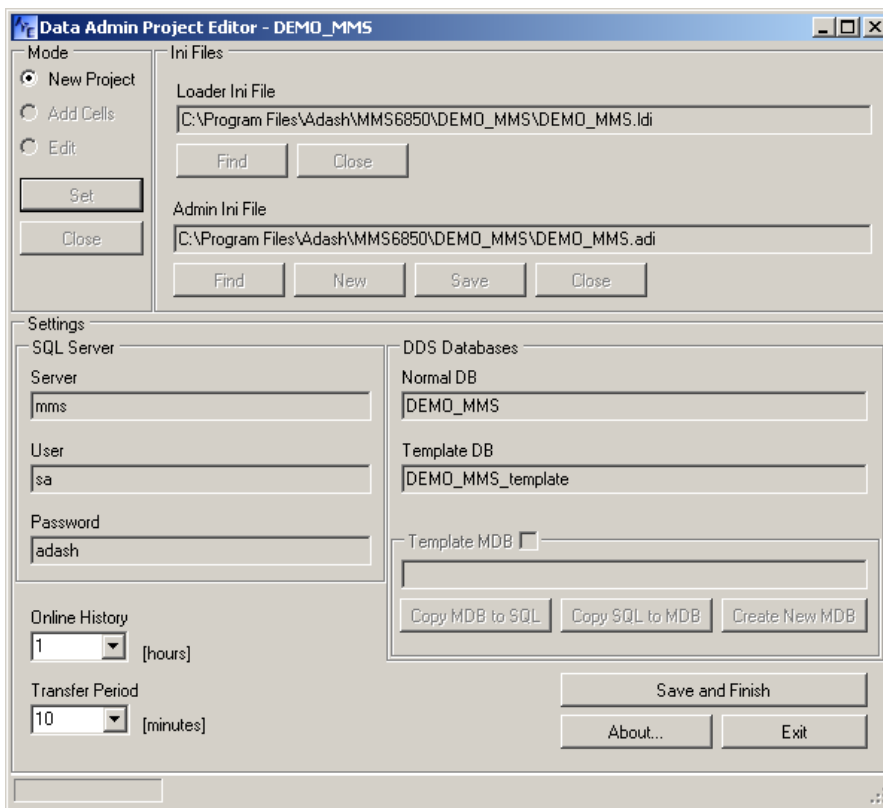 Data Admin Project Editor - DEMO_MMS
Mode
New Project
Add Cells
Edit
Set
Close
Ini Files
Loader Ini File
C:\Program Files\Adash\MMS6850\DEMO_MMS\DEMO_MMS.ldi
Find Close
Admin Ini File
C:\Program Files\Adash\MMS6850\DEMO_MMS\DEMO_MMS.adi
Find New Save Close
Settings
SQL Server
Server
mms
User
sa
Password
adash
DDS Databases
Normal DB
DEMO_MMS
Template DB
DEMO_MMS_template
Template MDB
Copy MDB to SQL Copy SQL to MDB Create New MDB
Online History
1 [hours]
Transfer Period
10 [minutes]
Save and Finish
About... Exit